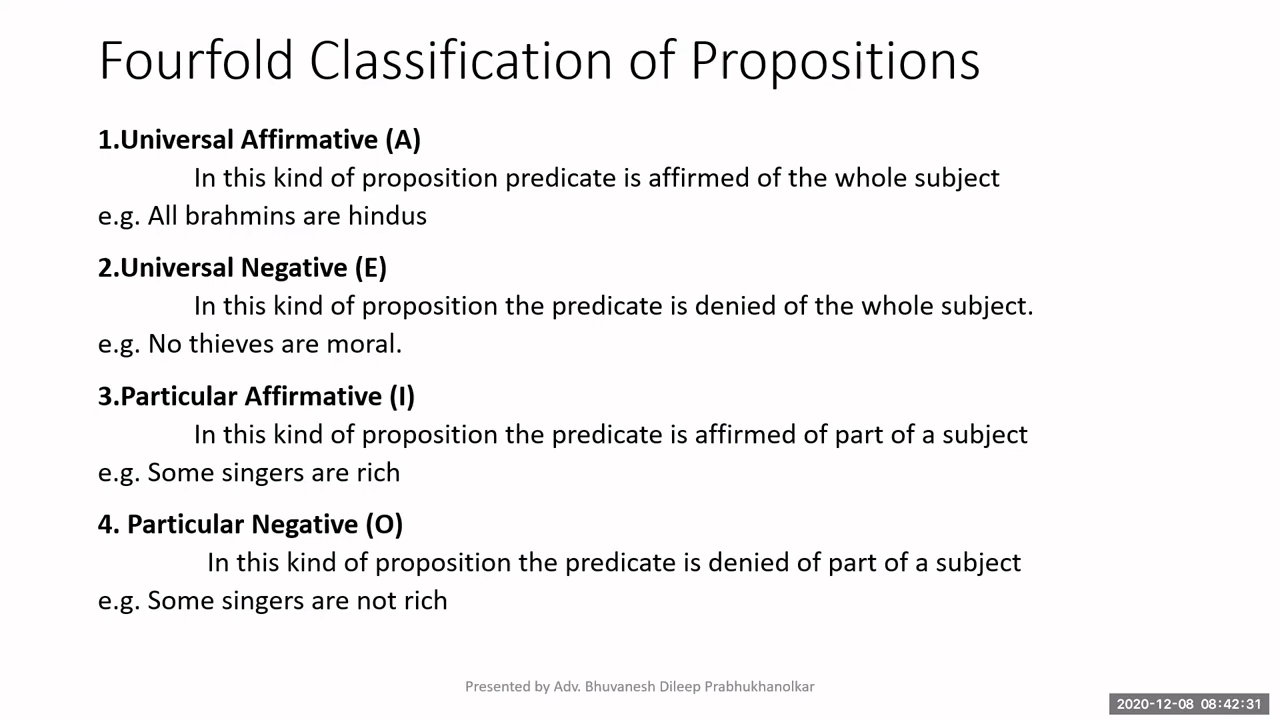 Fourfold Classification of Propositions
1.Universal Affirmative (A)
In this kind of proposition predicate is affirmed of the whole subject
e.g. All brahmins are hindus
2.Universal Negative (E)
In this kind of proposition the predicate is denied of the whole subject.
e.g. No thieves are moral.
3.Particular Affirmative (I)
In this kind of proposition the predicate is affirmed of part of a subject
e.g. Some singers are rich
4. Particular Negative (O)
In this kind of proposition the predicate is denied of part of a subject
e.g. Some singers are not rich
Presented by Adv. Bhuvanesh Dileep Prabhukhanolkar
2020-12-08 08:42:31